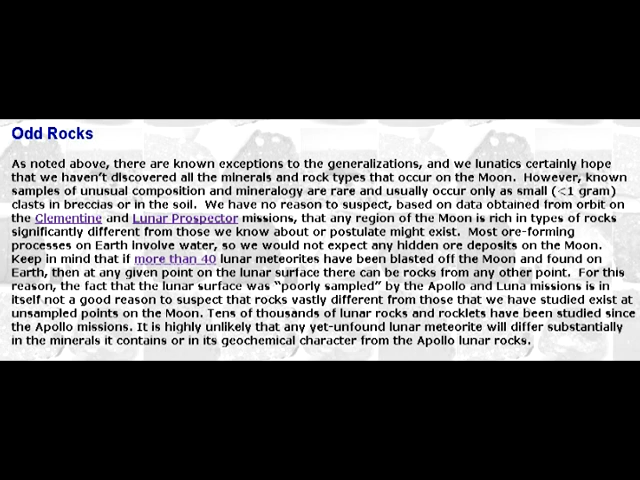 Odd Rocks
As noted above, there are known exceptions to the generalizations, and we lunatics certainly hope
that we haven't discovered all the minerals and rock types that occur on the Moon.  However, known
samples of unusual composition and mineralogy are rare and usually occur only as small (<1 gram)
clasts in breccias or in the soil.  We have no reason to suspect, based on data obtained from orbit on
the Clementine and Lunar Prospector missions, that any region of the Moon is rich in types of rocks
significantly different from those we know about or postulate might exist.  Most ore-forming
processes on Earth involve water, so we would not expect any hidden ore deposits on the Moon.
Keep in mind that if more than 40 lunar meteorites have been blasted off the Moon and found on
Earth, then at any given point on the lunar surface there can be rocks from any other point.  For this
reason, the fact that the lunar surface was "poorly sampled" by the Apollo and Luna missions is in
itself not a good reason to suspect that rocks vastly different from those that we have studied exist at
unsampled points on the Moon. Tens of thousands of lunar rocks and rocklets have been studied since
the Apollo missions. It is highly unlikely that any yet-unfound lunar meteorite will differ substantially
in the minerals it contains or in its geochemical character from the Apollo lunar rocks.